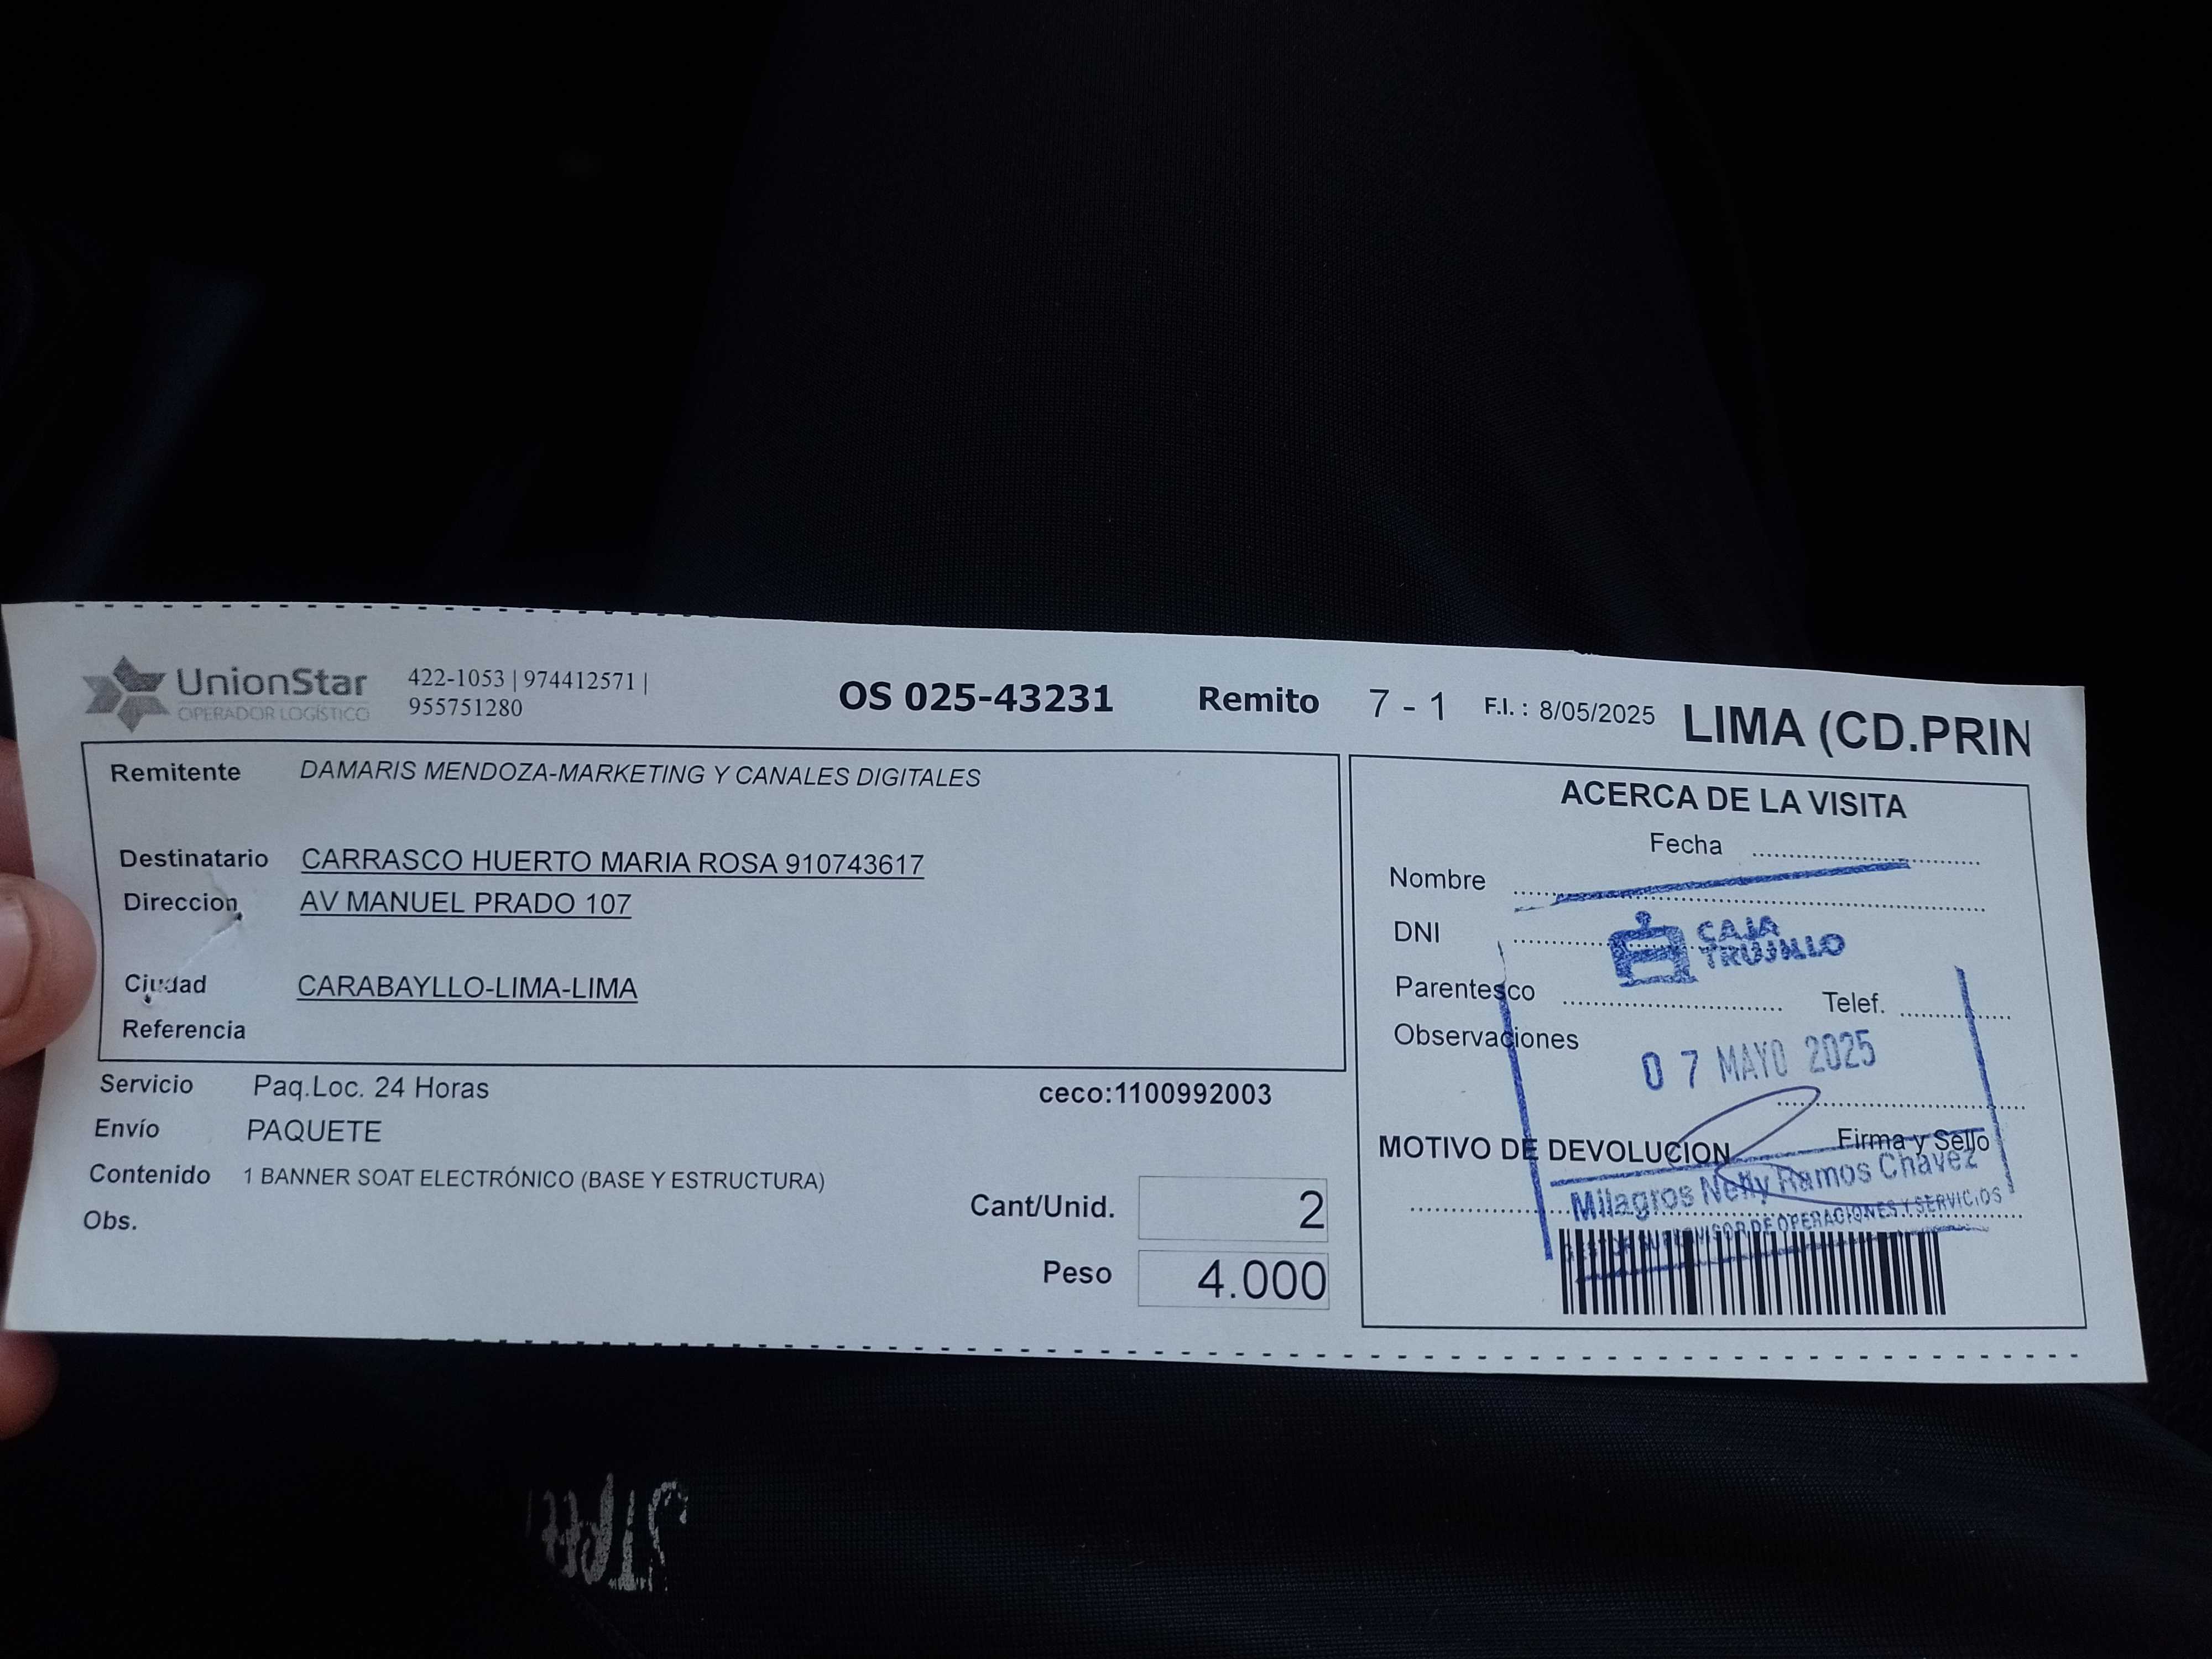 UnionStar
OPERADOR LOGÍSTICO
422-1053 | 974412571 |
955751280
OS 025-43231 Remito 7 - 1 F.I. : 8/05/2025 LIMA (CD.PRIN
Remitente DAMARIS MENDOZA-MARKETING Y CANALES DIGITALES
Destinatario CARRASCO HUERTO MARIA ROSA 910743617
Direccion AV MANUEL PRADO 107
Ciudad CARABAYLLO-LIMA-LIMA
Referencia
Servicio Paq.Loc. 24 Horas ceco:1100992003
Envío PAQUETE
Contenido 1 BANNER SOAT ELECTRÓNICO (BASE Y ESTRUCTURA)
Obs.
Cant/Unid. 2
Peso 4.000
ACERCA DE LA VISITA
Fecha
Nombre
DNI
CAJA
TRUJILLO
Parentesco Telef.
Observaciones
07 MAYO 2025
MOTIVO DE DEVOLUCION Firma y Sello
Milagros Nelly Ramos Chavez
SUPERVISOR DE OPERACIONES Y SERVICIOS